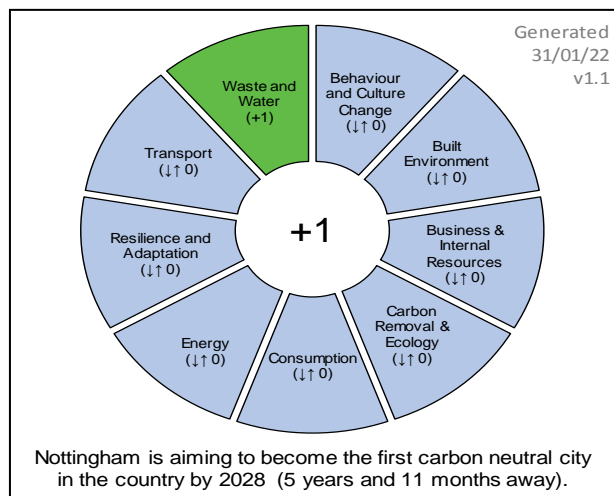 Generated
31/01/22
v1.1
Waste and
Water
(+1)
Behaviour
and Culture
Change
(↓↑ 0)
Built
Environment
(↓↑ 0)
Business &
Internal
Resources
(↓↑ 0)
Carbon
Removal &
Ecology
(↓↑ 0)
Consumption
(↓↑ 0)
Energy
(↓↑ 0)
Resilience and
Adaptation
(↓↑ 0)
Transport
(↓↑ 0)
+1
Nottingham is aiming to become the first carbon neutral city
in the country by 2028 (5 years and 11 months away).